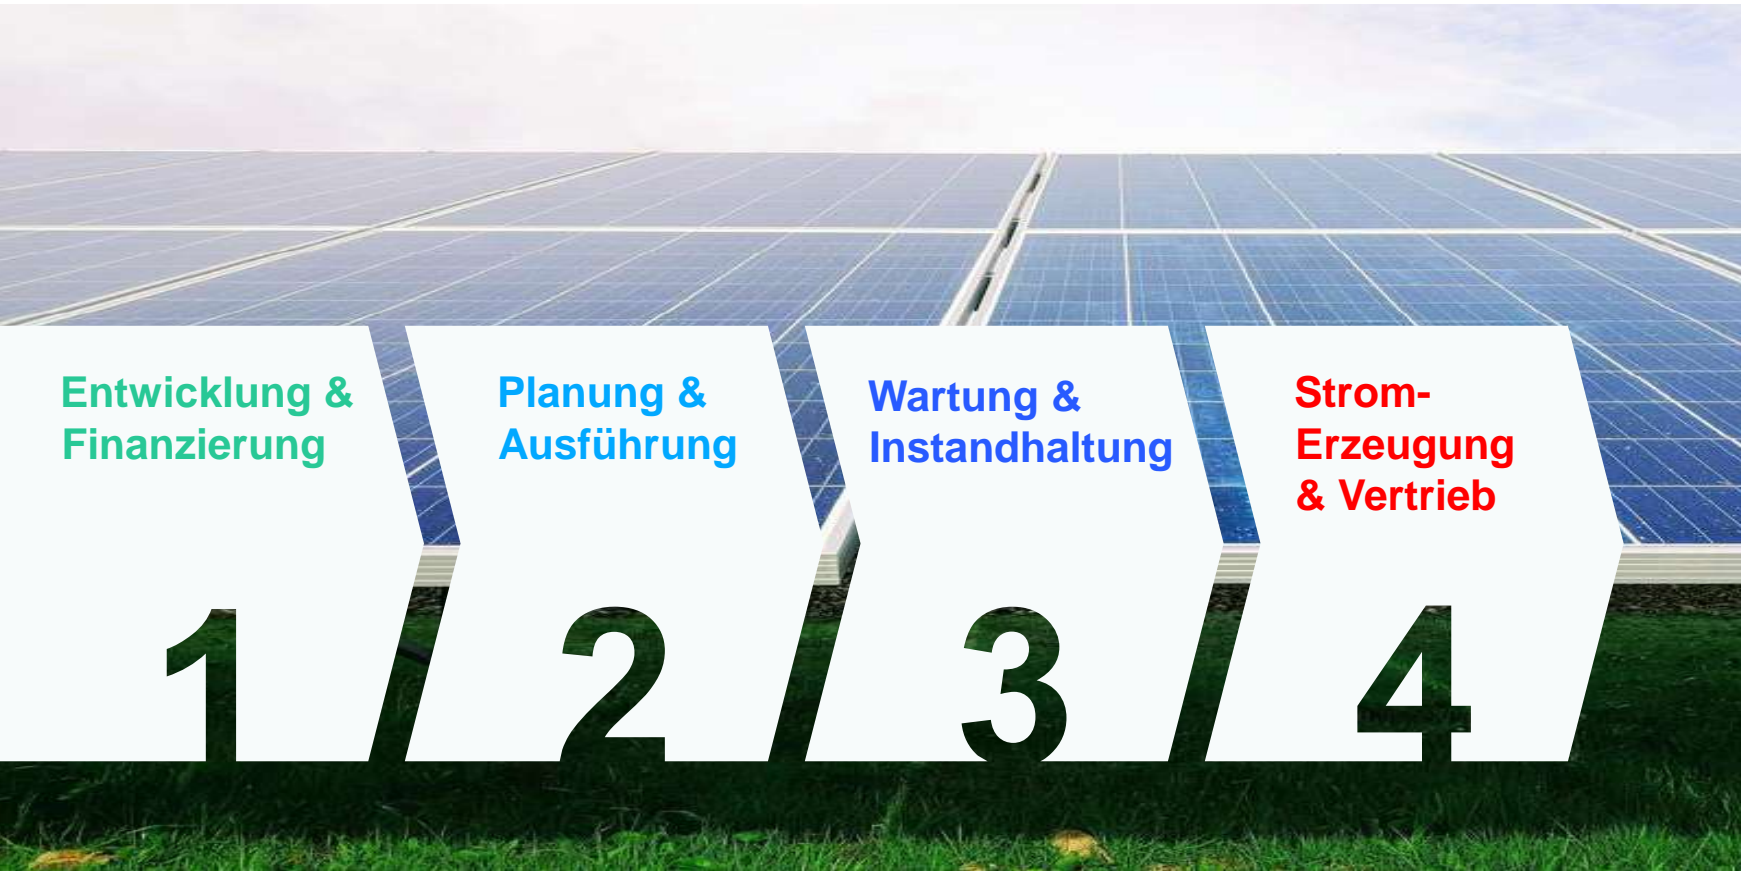 Entwicklung &
Finanzierung
1
Planung &
Ausführung
2
Wartung &
Instandhaltung
3
Strom-
Erzeugung
& Vertrieb
4